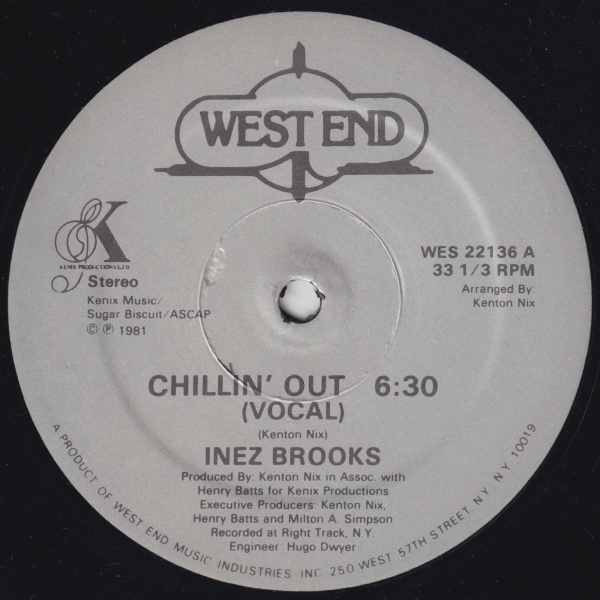 WEST END
K
KENIX PRODUCTIONS LTD
Stereo
Kenix Music/
Sugar Biscuit/ASCAP
© ℗ 1981
WES 22136 A
33 1/3 RPM
Arranged By:
Kenton Nix
CHILLIN' OUT 6:30
(VOCAL)
(Kenton Nix)
INEZ BROOKS
Produced By: Kenton Nix in Assoc. with
Henry Batts for Kenix Productions
Executive Producers: Kenton Nix,
Henry Batts and Milton A. Simpson
Recorded at Right Track, N.Y.
Engineer Hugo Dwyer
A PRODUCT OF WEST END MUSIC INDUSTRIES INC. 250 WEST 57TH STREET N.Y. N.Y. 10019